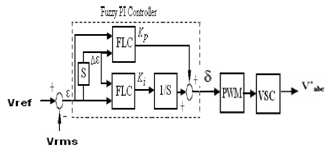 Fuzzy PI Controller
Kp
FLC
Δε
S
ε
Ki
FLC
1/S
δ
PWM
VSC
V*abc
Vref
+
-
+
+
Vrms